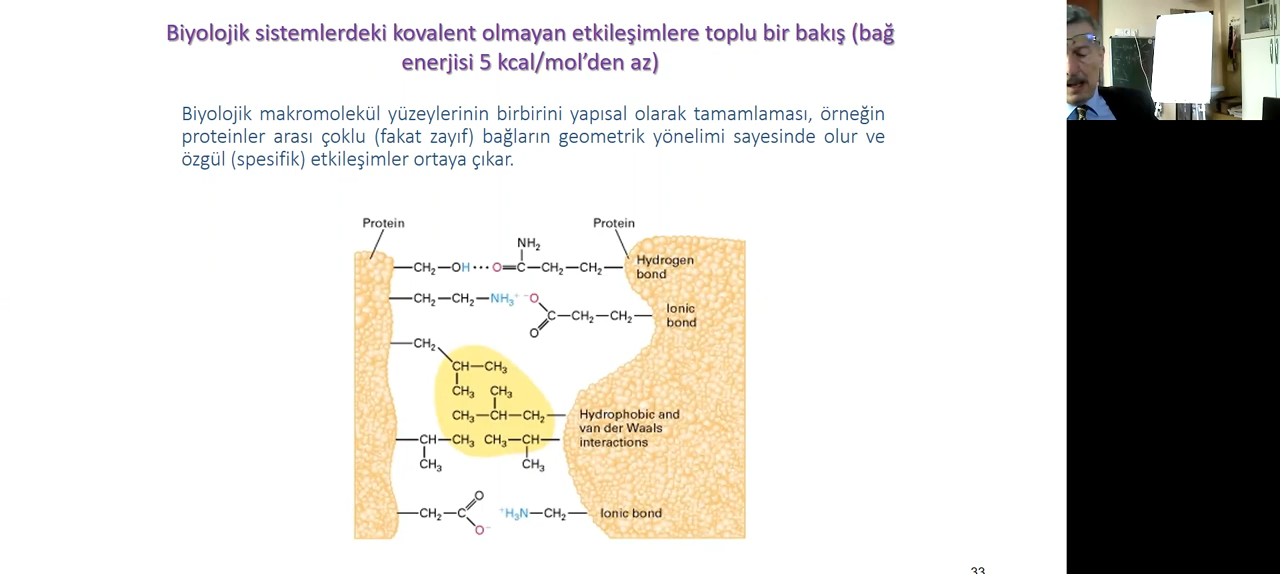 Biyolojik sistemlerdeki kovalent olmayan etkileşimlere toplu bir bakış (bağ
enerjisi 5 kcal/mol’den az)
Biyolojik makromolekül yüzeylerinin birbirini yapısal olarak tamamlaması, örneğin
proteinler arası çoklu (fakat zayıf) bağların geometrik yönelimi sayesinde olur ve
özgül (spesifik) etkileşimler ortaya çıkar.
Protein
Protein
NH₂
—CH₂—OH···O=C—CH₂—CH₂—
Hydrogen
bond
—CH₂—CH₂—NH₃⁺ ⁻O
C—CH₂—CH₂—
O
Ionic
bond
—CH₂
CH—CH₃
CH₃ CH₃
CH₃—CH—CH₂—
Hydrophobic and
van der Waals
interactions
—CH—CH₃ CH₃—CH—
CH₃ CH₃
O
—CH₂—C
O⁻
⁺H₃N—CH₂—
Ionic bond
33